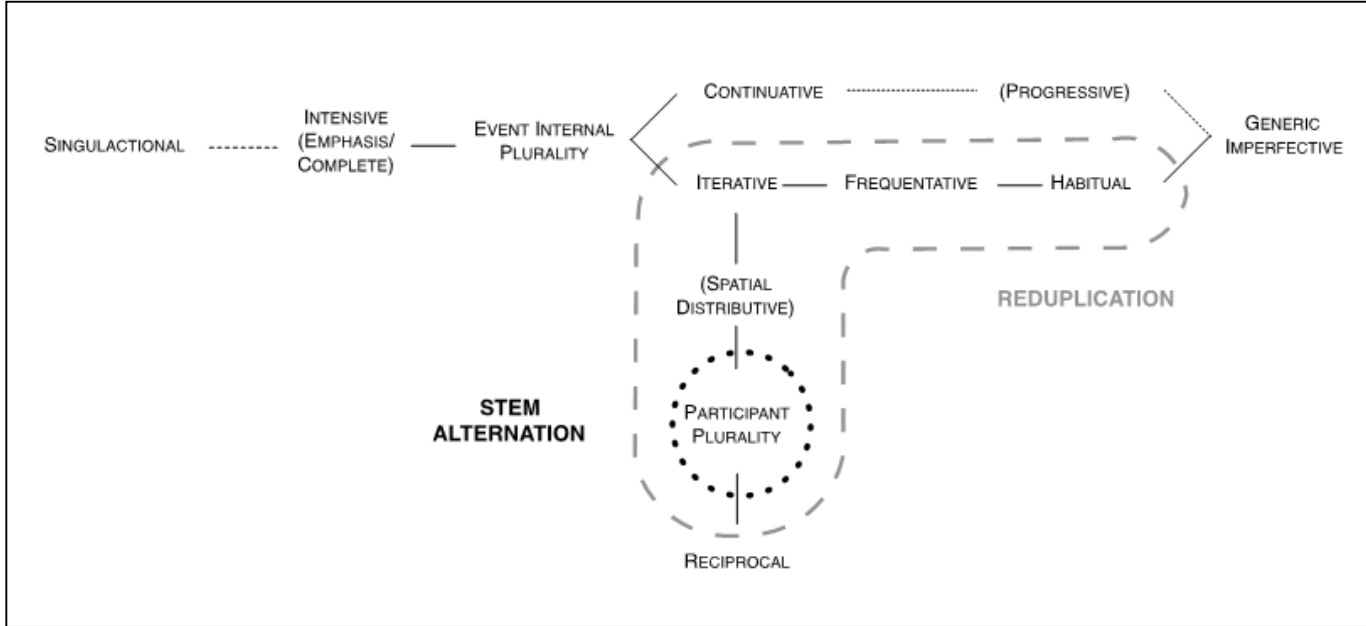 SINGULACTIONAL
INTENSIVE
(EMPHASIS/
COMPLETE)
EVENT INTERNAL
PLURALITY
CONTINUATIVE
(PROGRESSIVE)
GENERIC
IMPERFECTIVE
ITERATIVE
FREQUENTATIVE
HABITUAL
(SPATIAL
DISTRIBUTIVE)
REDUPLICATION
STEM
ALTERNATION
PARTICIPANT
PLURALITY
RECIPROCAL